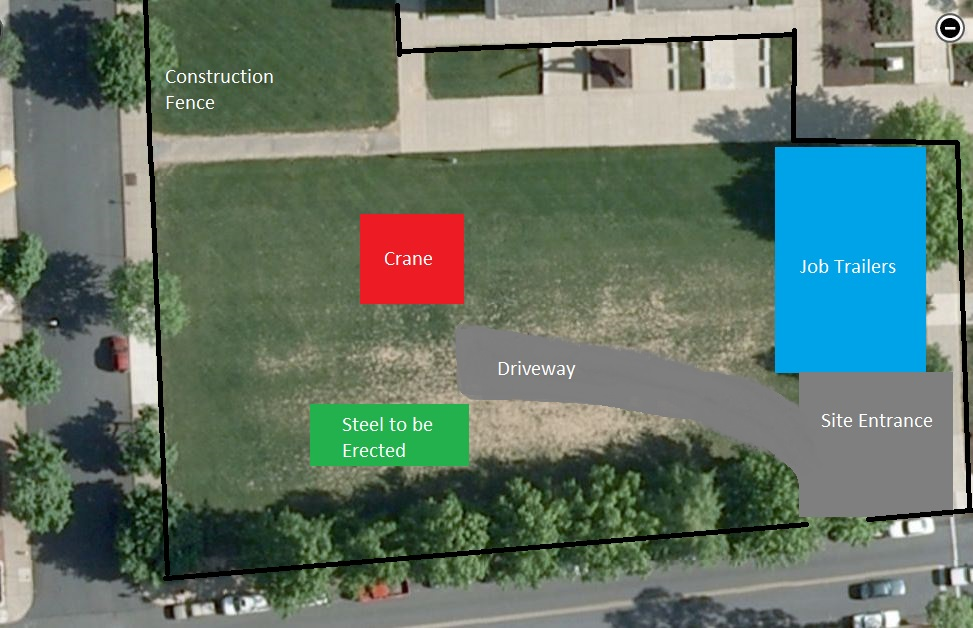 Construction
Fence
Crane
Job Trailers
Driveway
Steel to be
Erected
Site Entrance